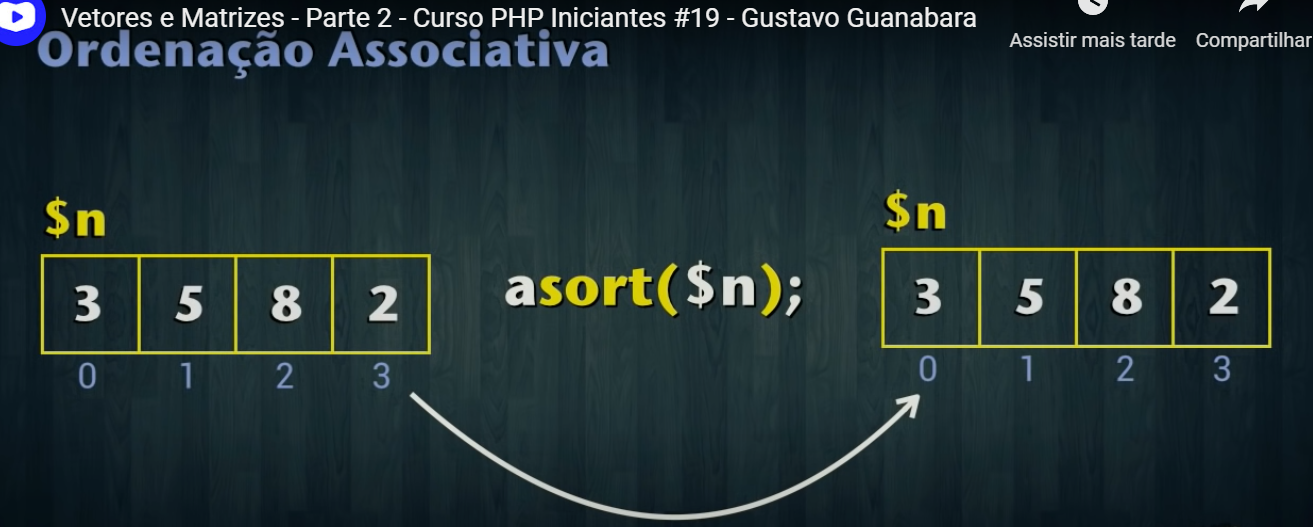 Vetores e Matrizes - Parte 2 - Curso PHP Iniciantes #19 - Gustavo Guanabara
Assistir mais tarde Compartilhar
Ordenação Associativa
$n
3 5 8 2
0 1 2 3
asort($n);
$n
3 5 8 2
0 1 2 3